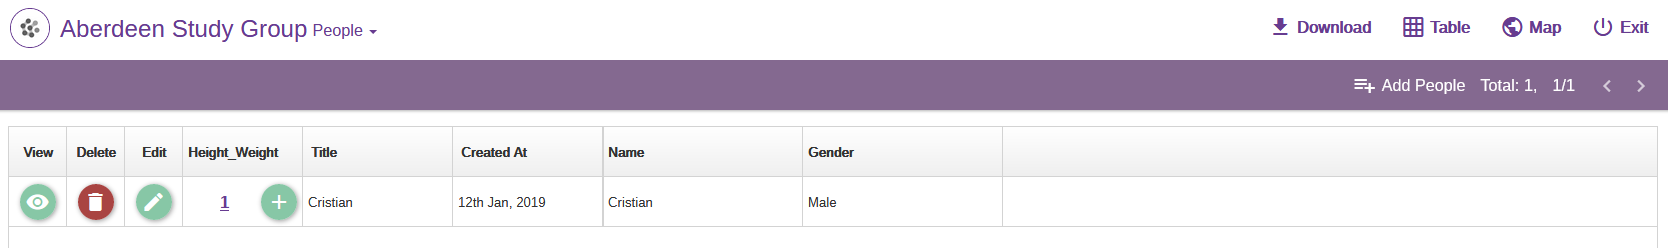 Aberdeen Study Group People
Download Table Map Exit
Add People Total: 1, 1/1
View Delete Edit Height_Weight Title Created At Name Gender
1 Cristian 12th Jan, 2019 Cristian Male